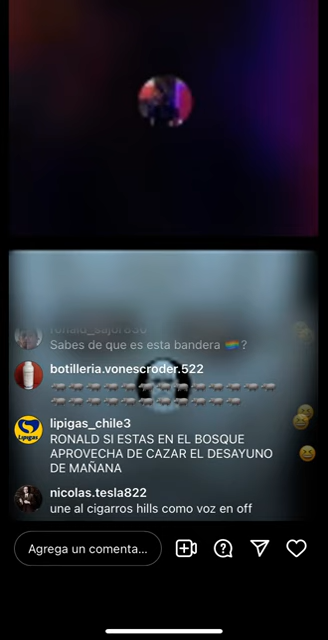 Sabes de que es esta bandera 🏳️‍🌈?
botilleria.vonescroder.522
lipigas_chile3
Lipigas
RONALD SI ESTAS EN EL BOSQUE
APROVECHA DE CAZAR EL DESAYUNO
DE MAÑANA
nicolas.tesla822
une al cigarros hills como voz en off
Agrega un comenta...